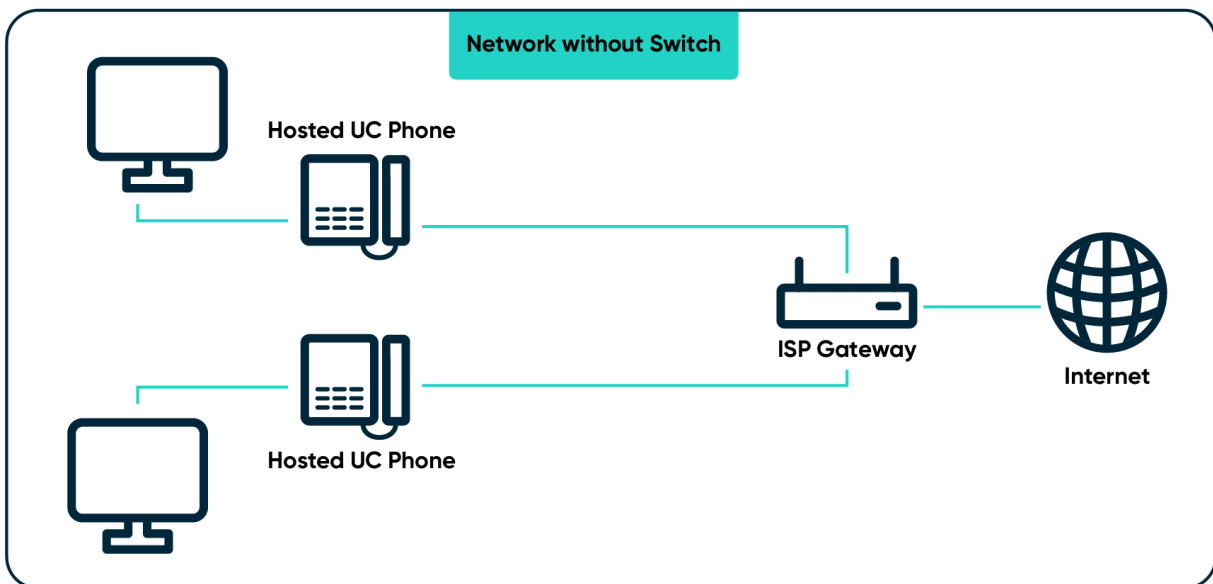 Network without Switch
Hosted UC Phone
ISP Gateway
Internet
Hosted UC Phone